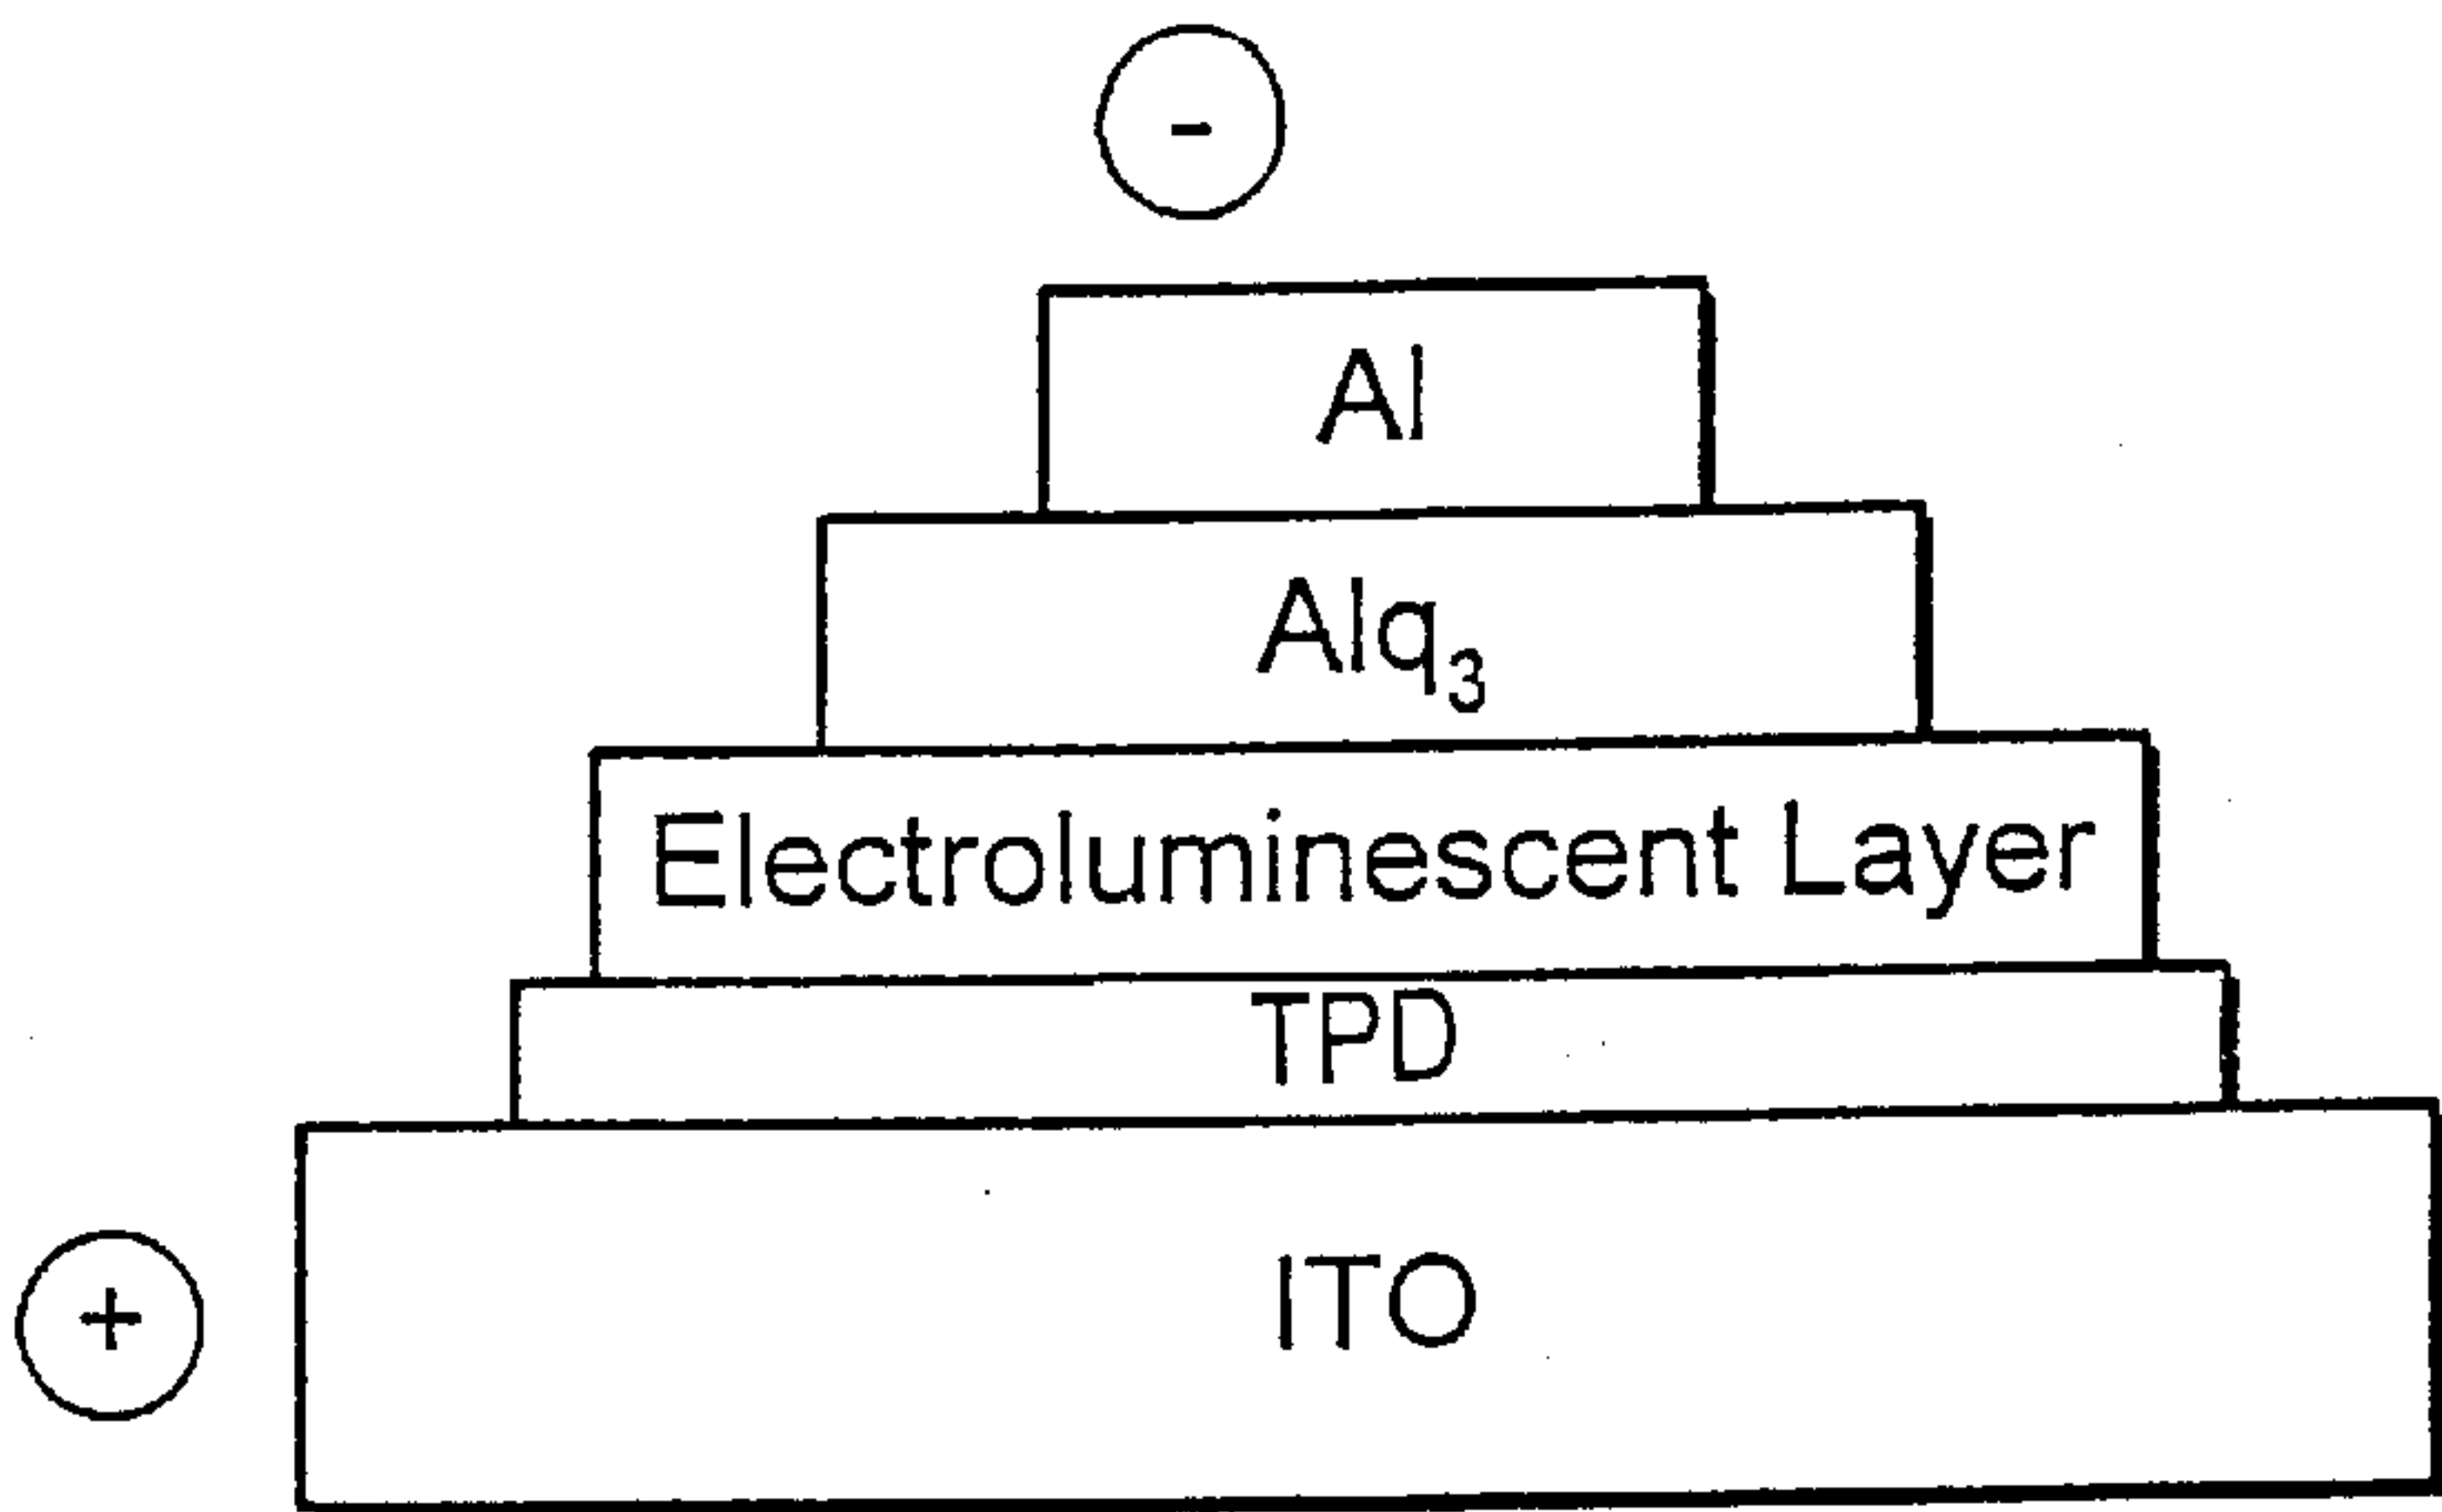 -
Al
Alq₃
Electroluminescent Layer
TPD
ITO
+